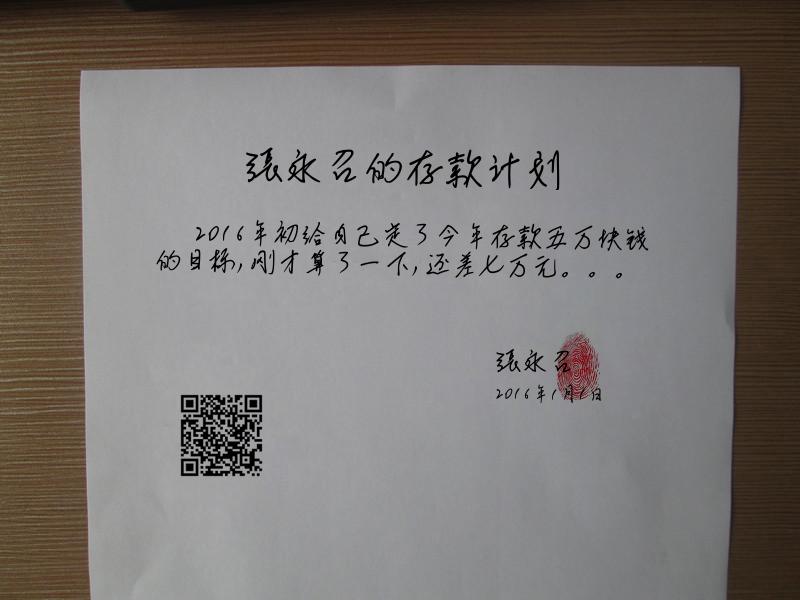 張永召的存款计划
2016年初给自己定了今年存款五万块钱
的目标,刚才算了一下,还差七万元。。。
張永召
2016年1月1日